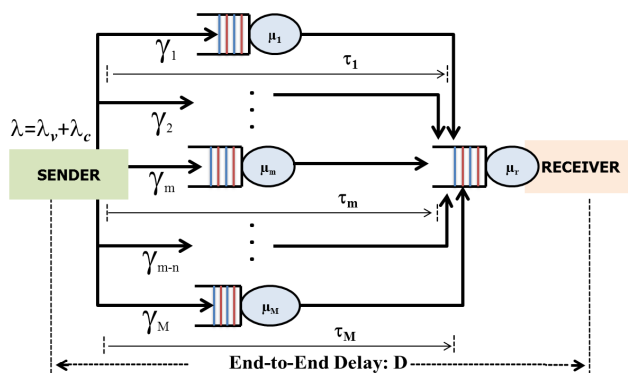 γ1
μ1
τ1
γ2
λ=λv+λc
SENDER
γm
μm
μr
RECEIVER
τm
γm-n
γM
μM
τM
End-to-End Delay: D